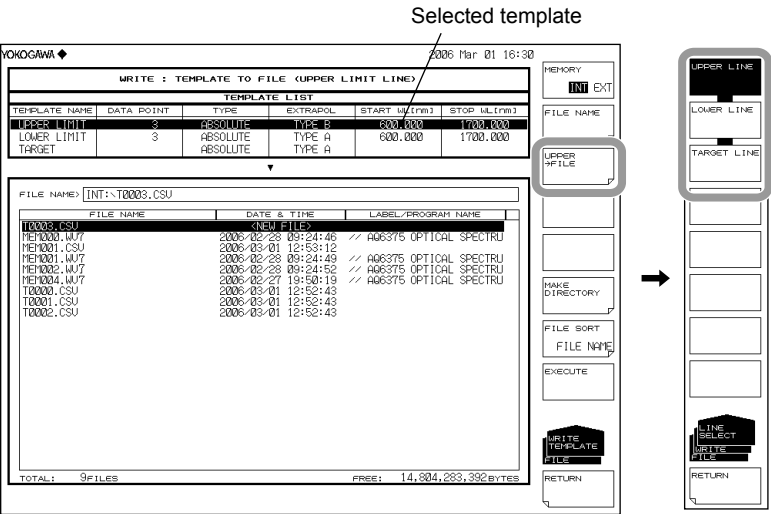 Selected template
YOKOGAWA ◆ 2006 Mar 01 16:30
WRITE : TEMPLATE TO FILE (UPPER LIMIT LINE)
TEMPLATE LIST
TEMPLATE NAME DATA POINT TYPE EXTRAPOL START WL[nm] STOP WL[nm]
UPPER LIMIT 3 ABSOLUTE TYPE B 600.000 1700.000
LOWER LIMIT 3 ABSOLUTE TYPE A 600.000 1700.000
TARGET ABSOLUTE TYPE A
▼
FILE NAME> INT:\T0003.CSV
FILE NAME DATE & TIME LABEL/PROGRAM NAME
T0003.CSV <NEW FILE>
MEM000.WV7 2006/02/28 09:24:46 // AQ6375 OPTICAL SPECTRU
MEM001.CSV 2006/03/01 12:53:12
MEM001.WV7 2006/02/28 09:24:49 // AQ6375 OPTICAL SPECTRU
MEM002.WV7 2006/02/28 09:24:52 // AQ6375 OPTICAL SPECTRU
MEM004.WV7 2006/02/27 19:50:19 // AQ6375 OPTICAL SPECTRU
T0000.CSV 2006/03/01 12:52:43
T0001.CSV 2006/03/01 12:52:43
T0002.CSV 2006/03/01 12:52:43
TOTAL: 9FILES FREE: 14,804,283,392BYTES
MEMORY
INT EXT
FILE NAME
UPPER
→FILE
MAKE
DIRECTORY
FILE SORT
FILE NAME
EXECUTE
WRITE
TEMPLATE
FILE
RETURN
➞
UPPER LINE
LOWER LINE
TARGET LINE
LINE
SELECT
WRITE
FILE
RETURN